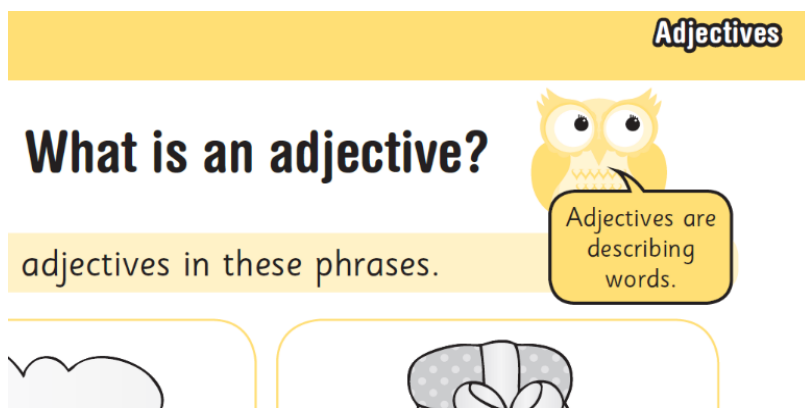 Adjectives
What is an adjective?
Adjectives are
describing
words.
adjectives in these phrases.